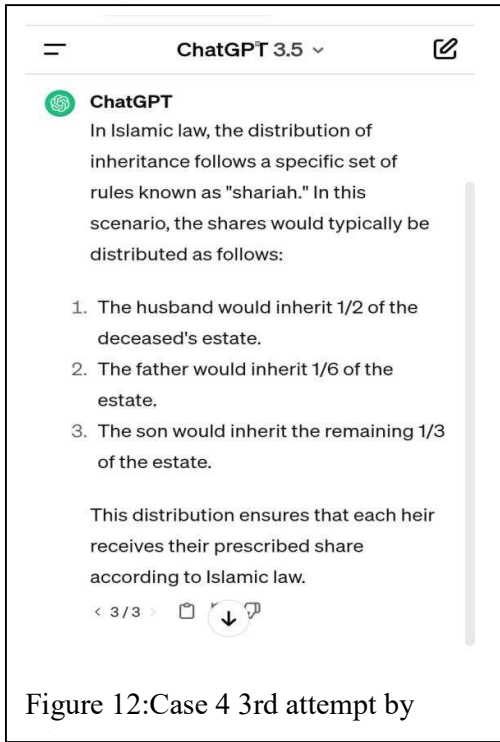 ChatGPT 3.5
ChatGPT
In Islamic law, the distribution of
inheritance follows a specific set of
rules known as "shariah." In this
scenario, the shares would typically be
distributed as follows:
1. The husband would inherit 1/2 of the
deceased's estate.
2. The father would inherit 1/6 of the
estate.
3. The son would inherit the remaining 1/3
of the estate.
This distribution ensures that each heir
receives their prescribed share
according to Islamic law.
< 3 / 3 >
Figure 12:Case 4 3rd attempt by